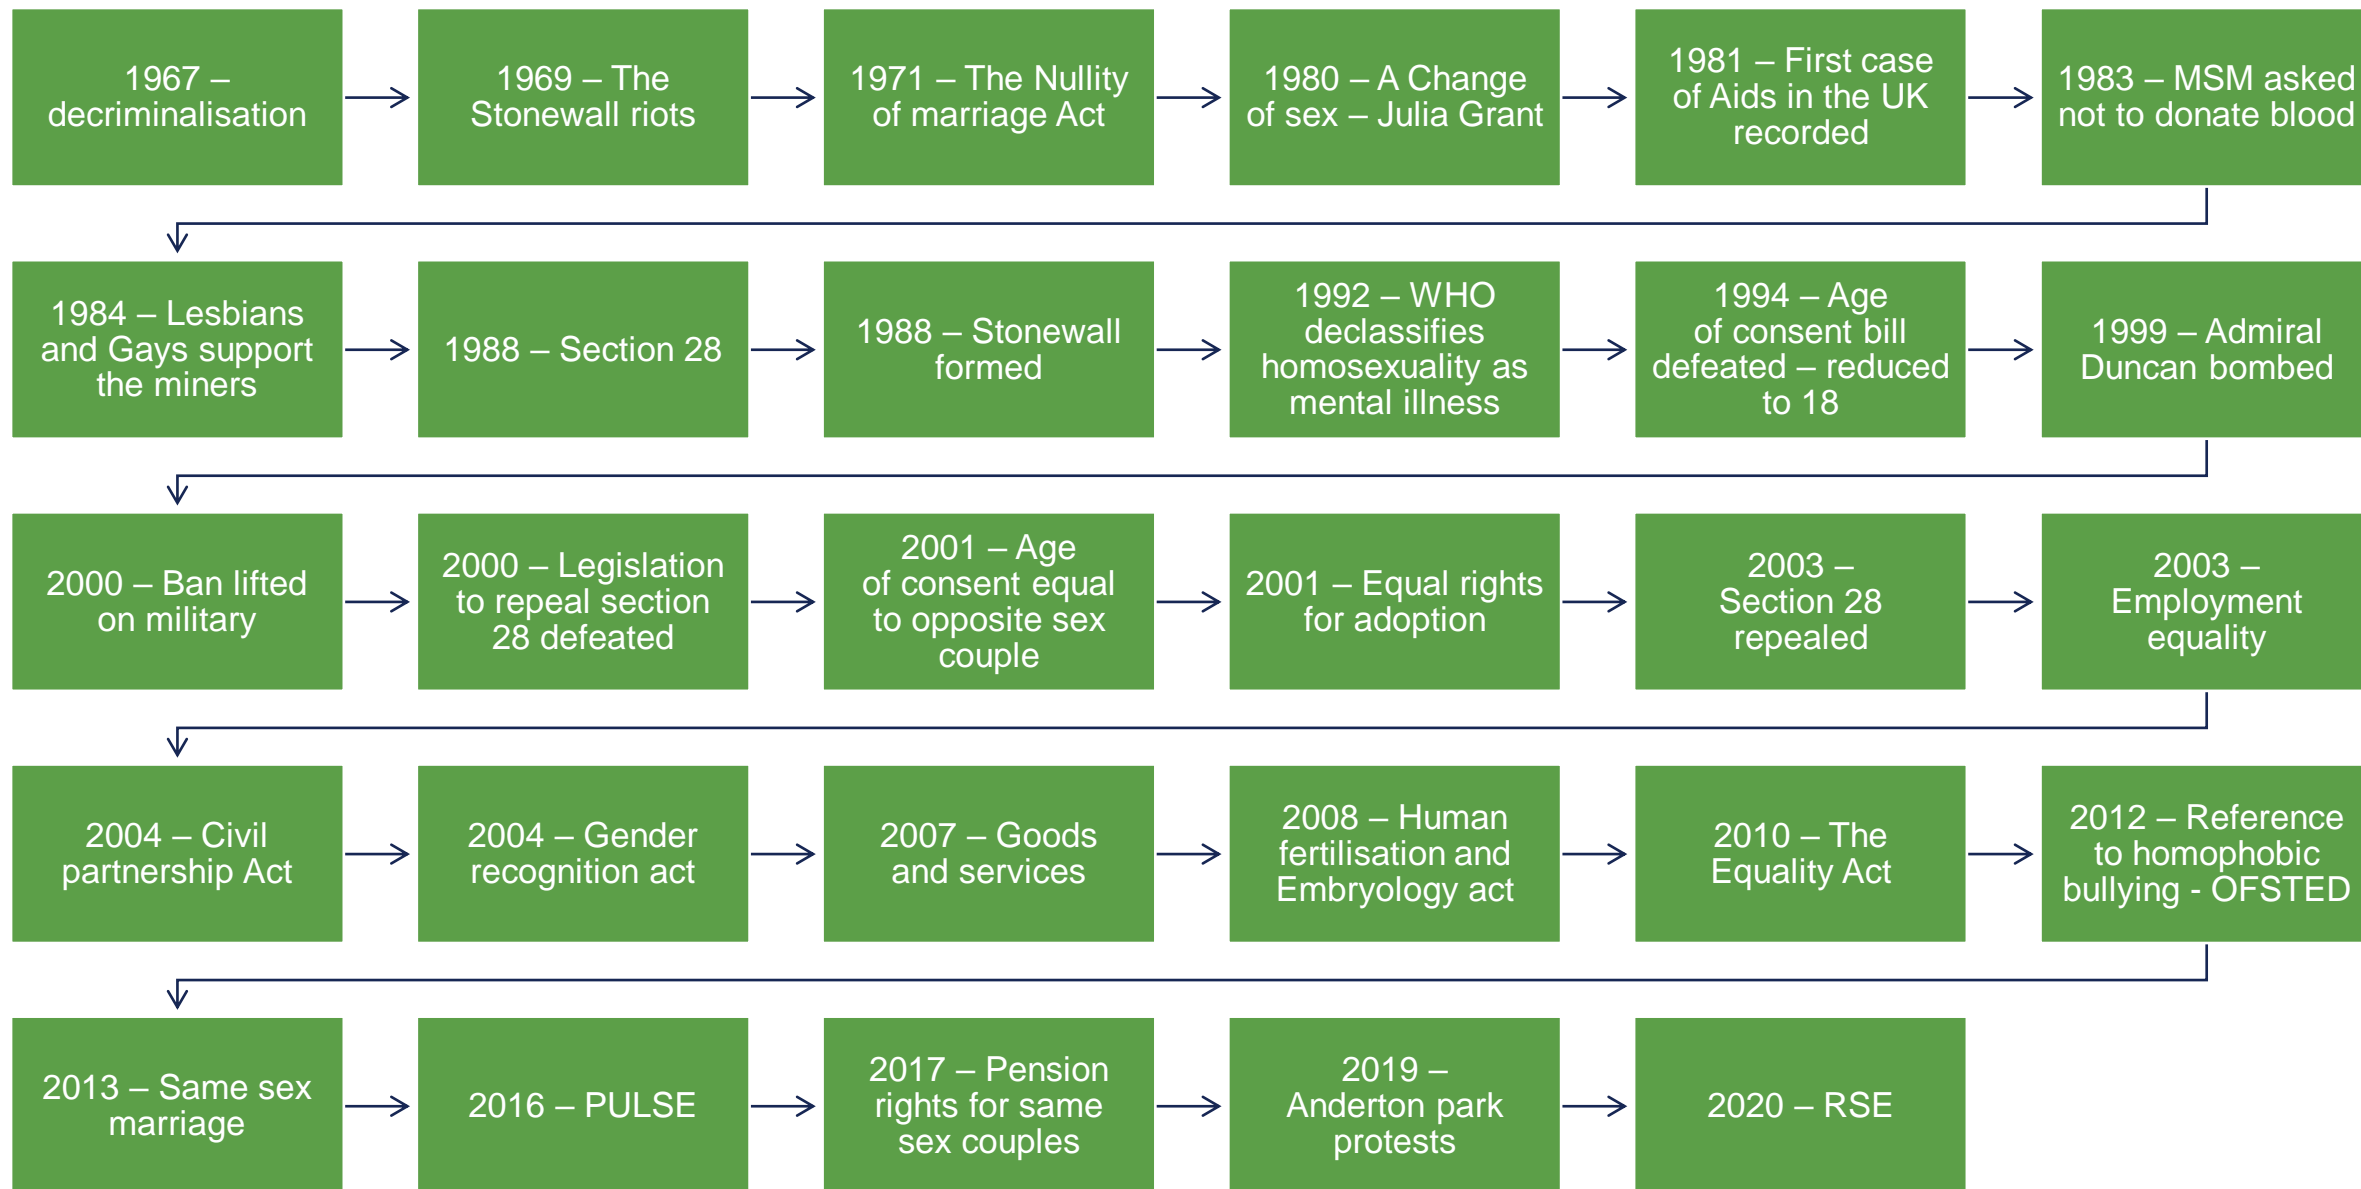 1967 –
decriminalisation
1969 – The
Stonewall riots
1971 – The Nullity
of marriage Act
1980 – A Change
of sex – Julia Grant
1981 – First case
of Aids in the UK
recorded
1983 – MSM asked
not to donate blood
1984 – Lesbians
and Gays support
the miners
1988 – Section 28
1988 – Stonewall
formed
1992 – WHO
declassifies
homosexuality as
mental illness
1994 – Age
of consent bill
defeated – reduced
to 18
1999 – Admiral
Duncan bombed
2000 – Ban lifted
on military
2000 – Legislation
to repeal section
28 defeated
2001 – Age
of consent equal
to opposite sex
couple
2001 – Equal rights
for adoption
2003 –
Section 28
repealed
2003 –
Employment
equality
2004 – Civil
partnership Act
2004 – Gender
recognition act
2007 – Goods
and services
2008 – Human
fertilisation and
Embryology act
2010 – The
Equality Act
2012 – Reference
to homophobic
bullying - OFSTED
2013 – Same sex
marriage
2016 – PULSE
2017 – Pension
rights for same
sex couples
2019 –
Anderton park
protests
2020 – RSE